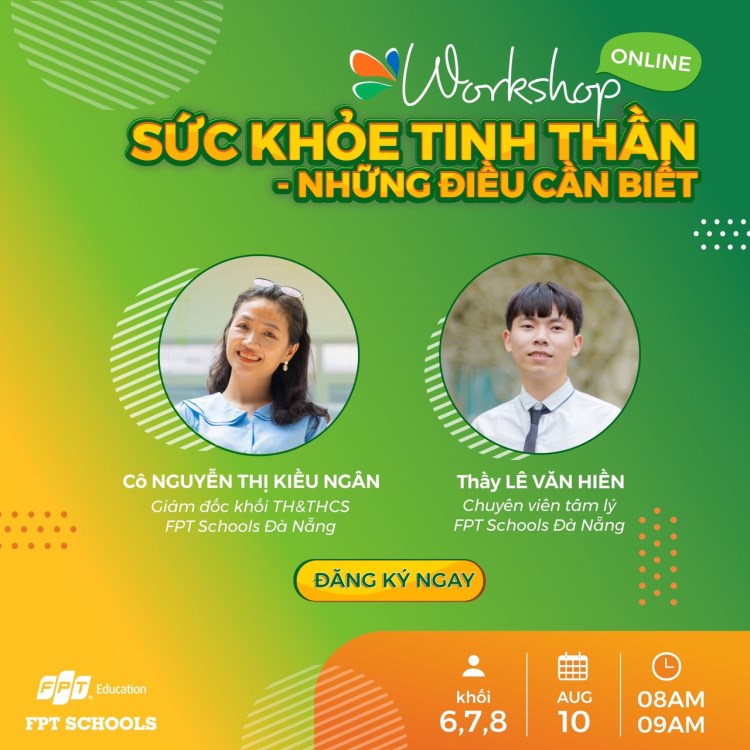 Workshop
ONLINE
SỨC KHỎE TINH THẦN
- NHỮNG ĐIỀU CẦN BIẾT
Cô NGUYỄN THỊ KIỀU NGÂN
Giám đốc khối TH&THCS
FPT Schools Đà Nẵng
Thầy LÊ VĂN HIỀN
Chuyên viên tâm lý
FPT Schools Đà Nẵng
ĐĂNG KÝ NGAY
FPT Education
FPT SCHOOLS
khối
6,7,8
AUG
10
08AM
09AM